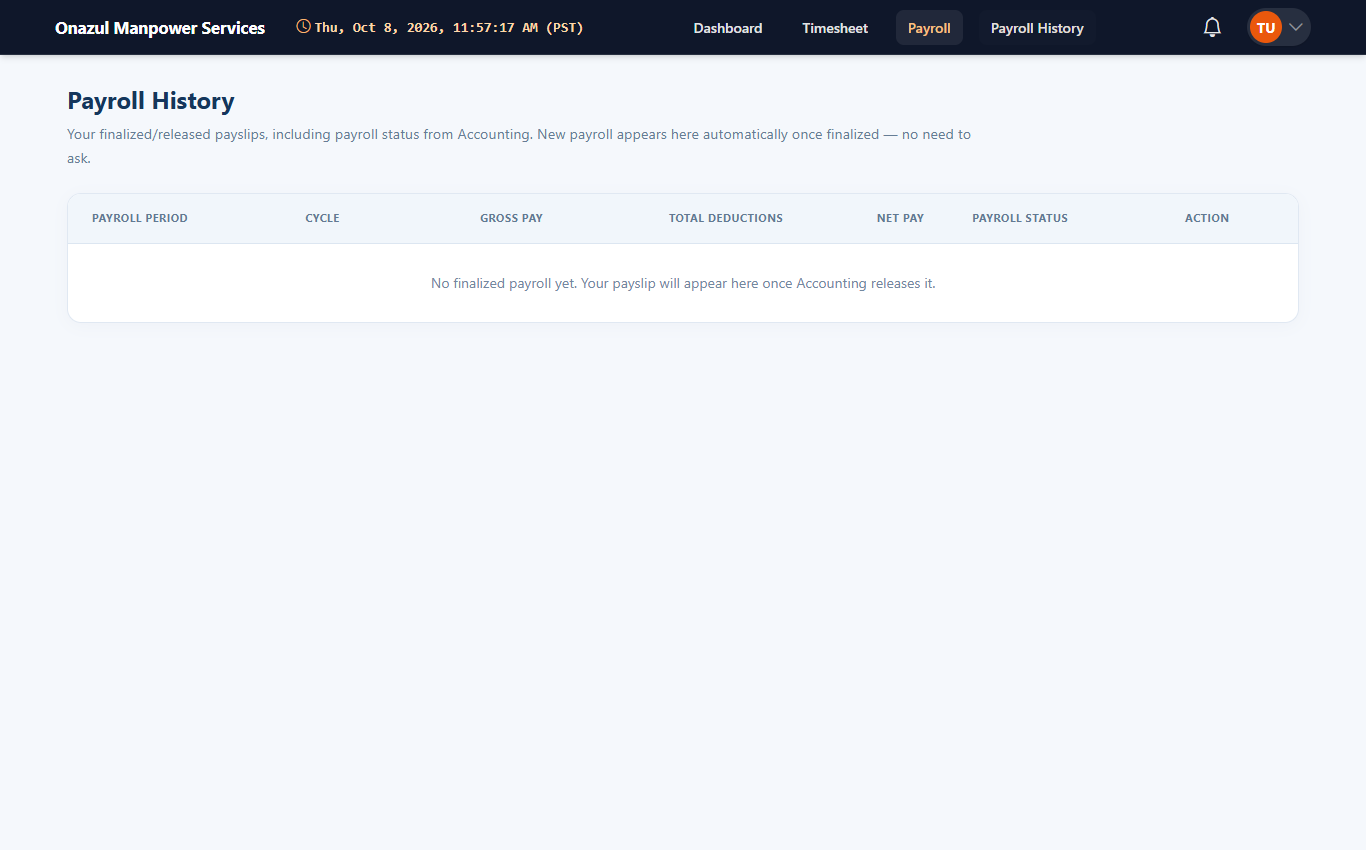 Onazul Manpower Services
Thu, Oct 8, 2026, 11:57:17 AM (PST)
Dashboard
Timesheet
Payroll
Payroll History
TU
Payroll History
Your finalized/released payslips, including payroll status from Accounting. New payroll appears here automatically once finalized — no need to
ask.
PAYROLL PERIOD
CYCLE
GROSS PAY
TOTAL DEDUCTIONS
NET PAY
PAYROLL STATUS
ACTION
No finalized payroll yet. Your payslip will appear here once Accounting releases it.